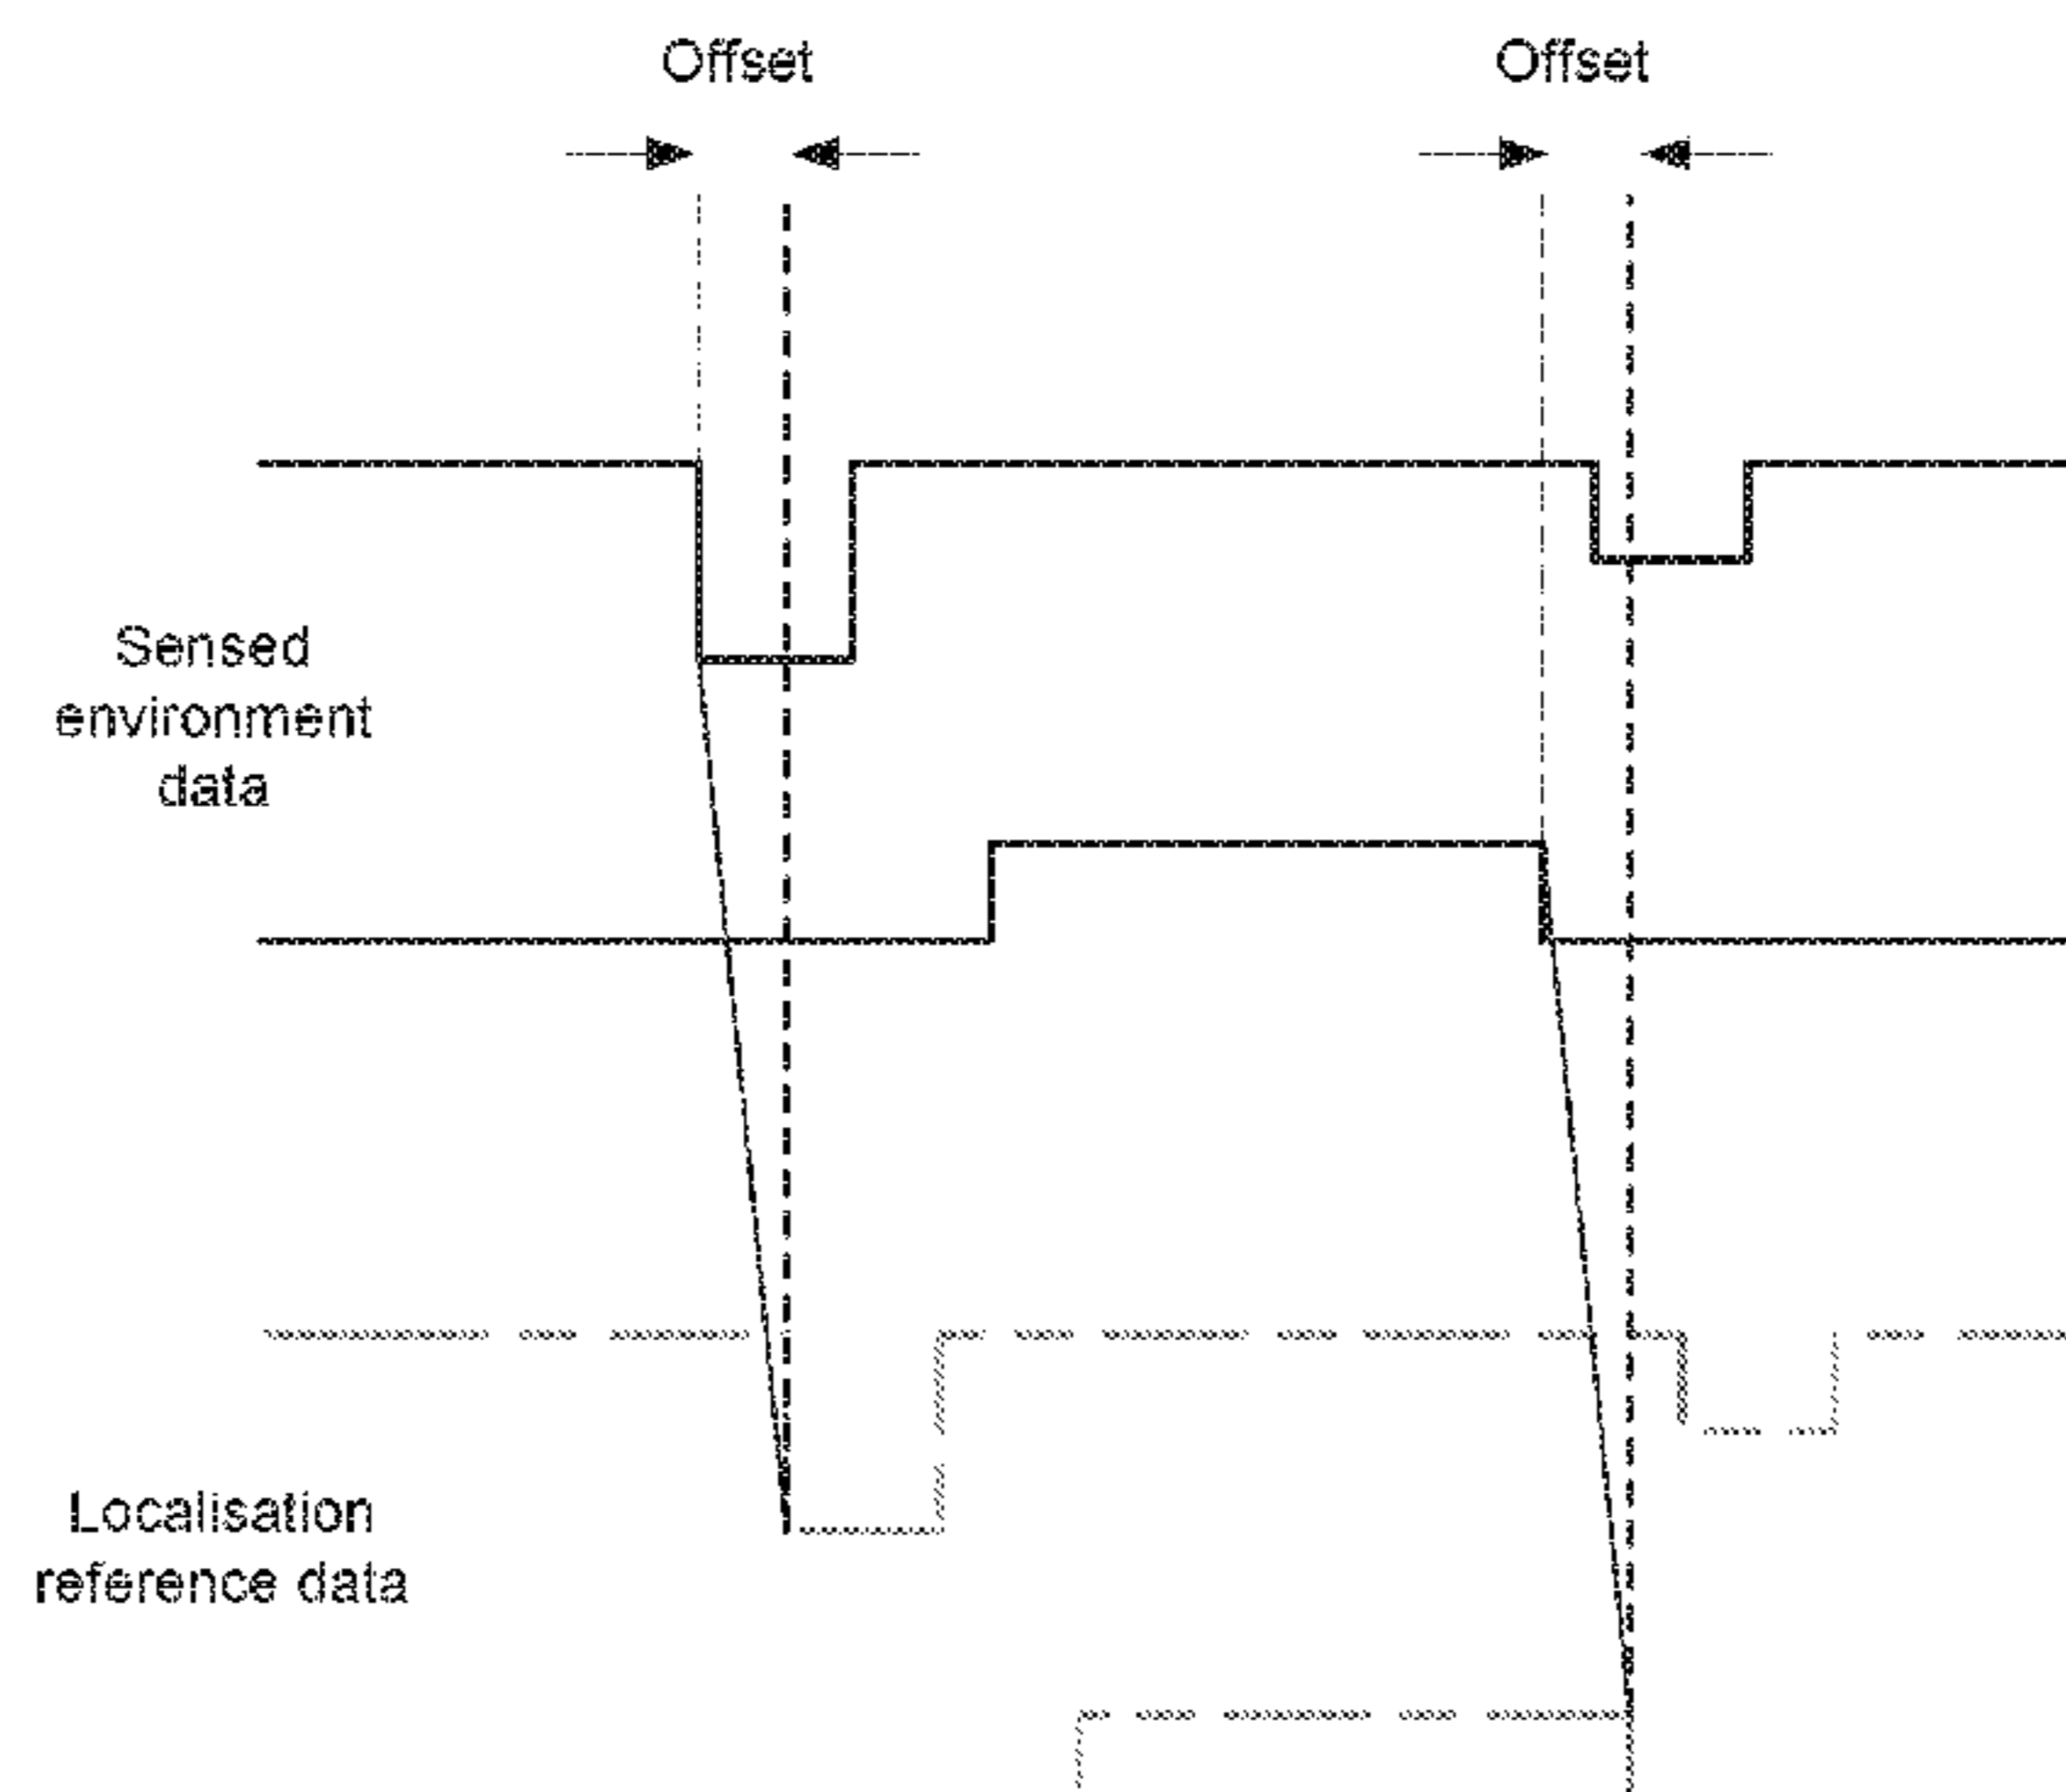 Offset
Offset
Sensed
environment
data
Localisation
reference data